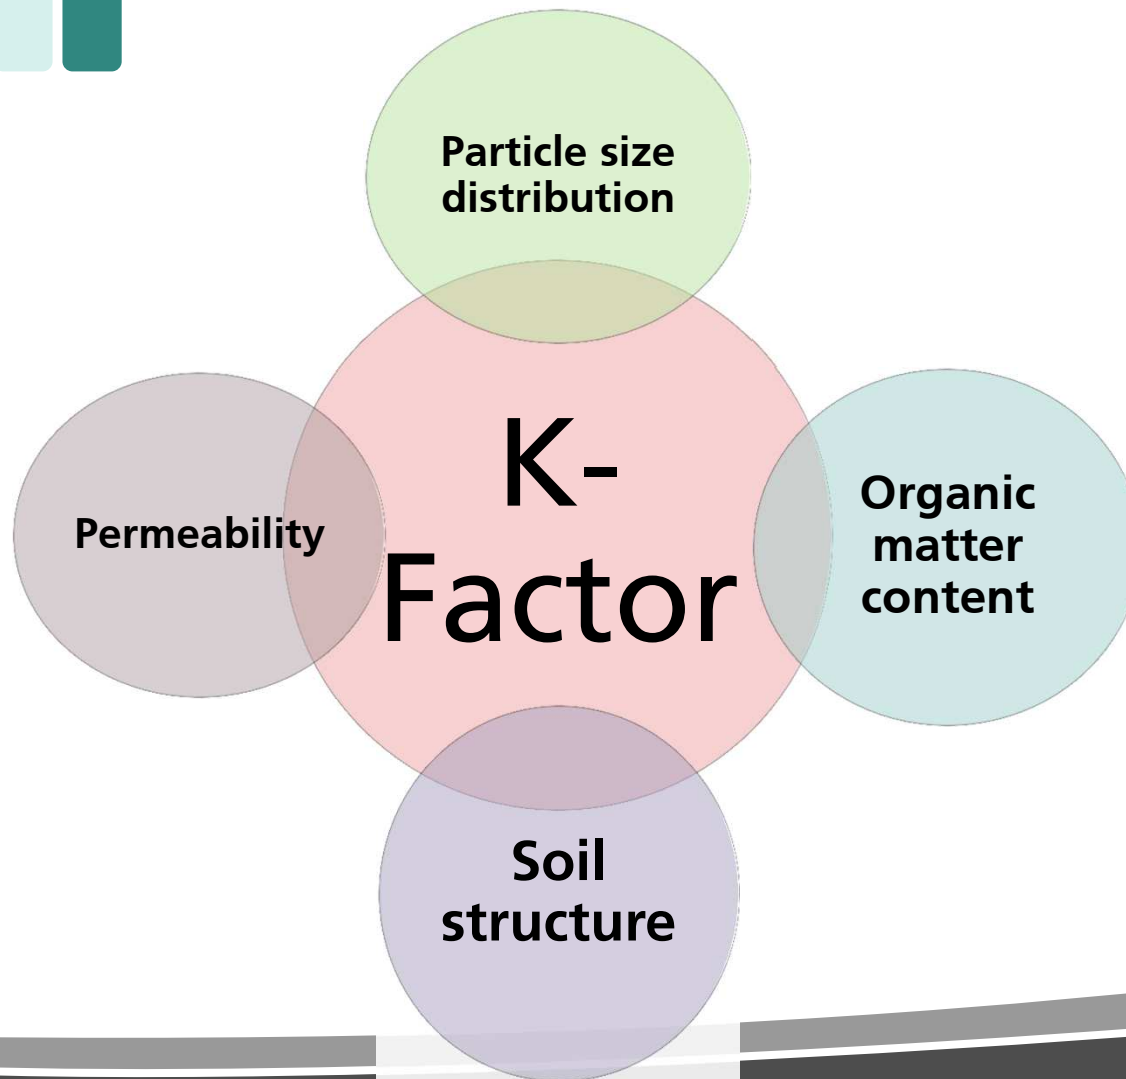 Particle size
distribution
K-
Factor
Permeability
Organic
matter
content
Soil
structure